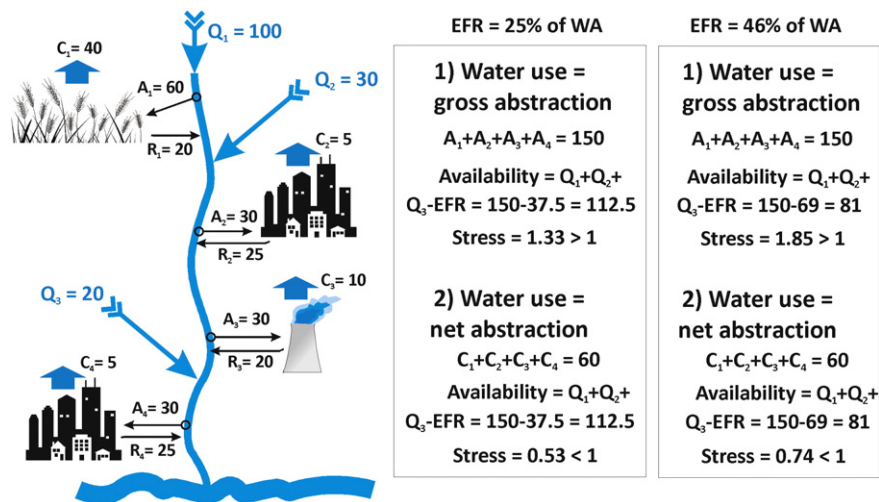 Q₁ = 100
C₁= 40
A₁= 60
Q₂ = 30
R₁= 20
C₂= 5
A₂= 30
R₂= 25
C₃= 10
Q₃ = 20
A₃= 30
R₃= 20
C₄= 5
A₄= 30
R₄= 25
EFR = 25% of WA
1) Water use =
gross abstraction
A₁+A₂+A₃+A₄ = 150
Availability = Q₁+Q₂+
Q₃-EFR = 150-37.5 = 112.5
Stress = 1.33 > 1
2) Water use =
net abstraction
C₁+C₂+C₃+C₄ = 60
Availability = Q₁+Q₂+
Q₃-EFR = 150-37.5 = 112.5
Stress = 0.53 < 1
EFR = 46% of WA
1) Water use =
gross abstraction
A₁+A₂+A₃+A₄ = 150
Availability = Q₁+Q₂+
Q₃-EFR = 150-69 = 81
Stress = 1.85 > 1
2) Water use =
net abstraction
C₁+C₂+C₃+C₄ = 60
Availability = Q₁+Q₂+
Q₃-EFR = 150-69 = 81
Stress = 0.74 < 1